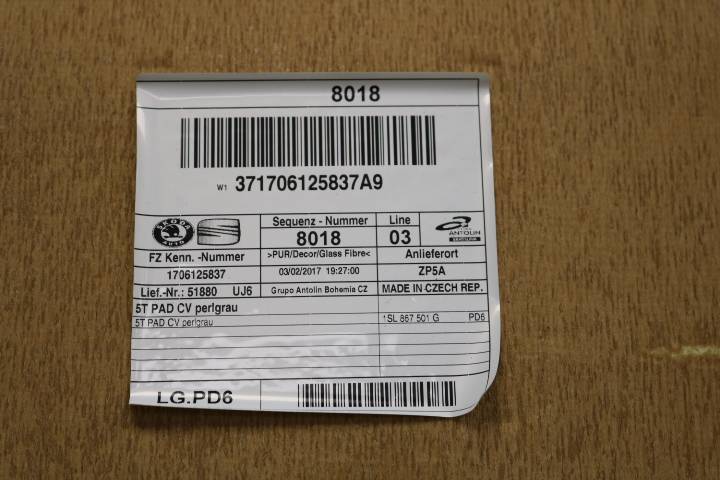 8018
W1 371706125837A9
SKODA AUTO
Sequenz - Nummer
Line
ANTOLIN
8018
03
FZ Kenn. -Nummer
>PUR/Decor/Glass Fibre<
Anlieferort
1706125837
03/02/2017 19:27:00
ZP5A
Lief.-Nr.: 51880 UJ6
Grupo Antolin Bohemia CZ
MADE IN CZECH REP.
5T PAD CV perlgrau
5T PAD CV perlgrau
1SL 867 501 G PD6
LG.PD6